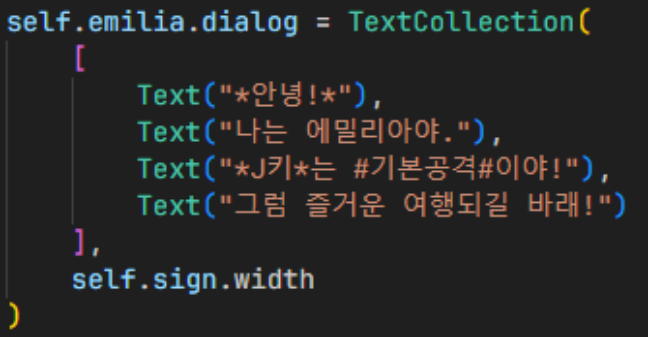 self.emilia.dialog = TextCollection(
    [
        Text("*안녕!*"),
        Text("나는 에밀리아야."),
        Text("*J키*는 #기본공격#이야!"),
        Text("그럼 즐거운 여행되길 바래!")
    ],
    self.sign.width
)